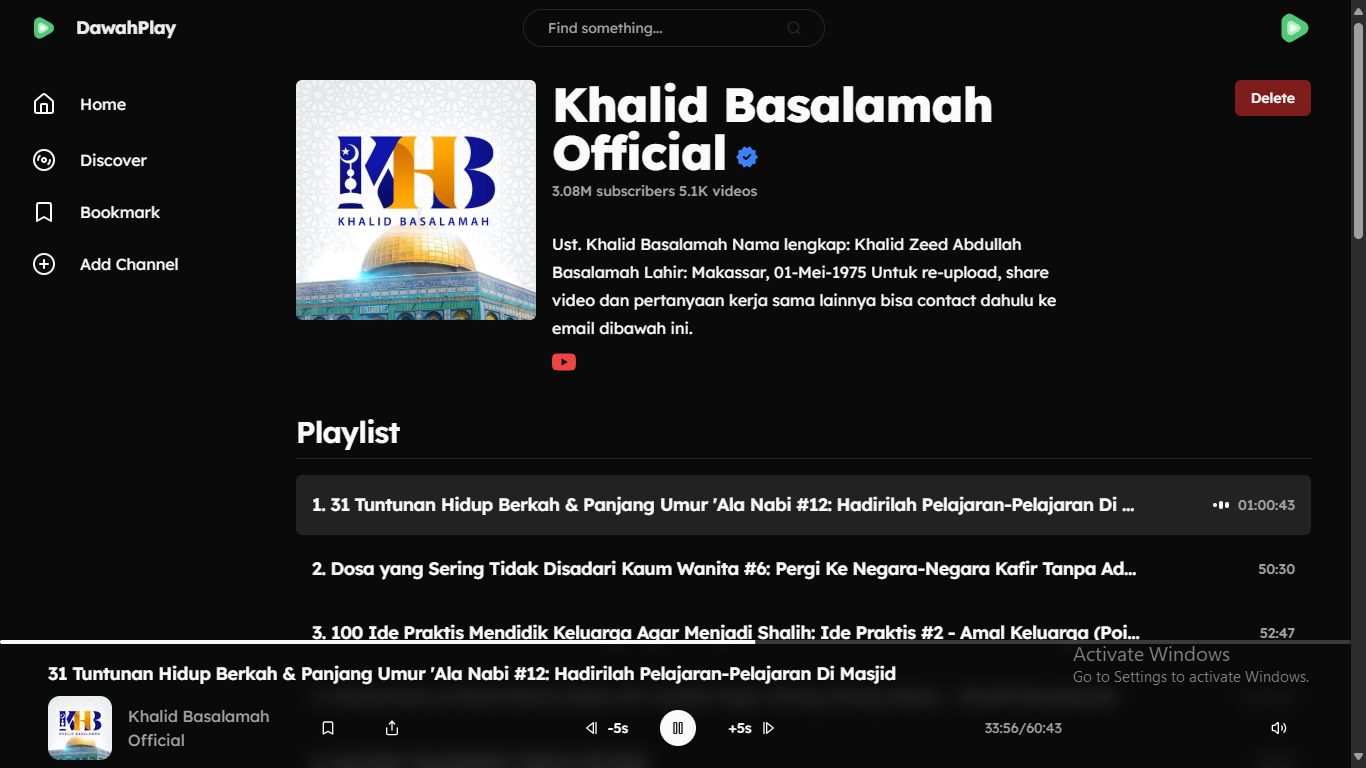 DawahPlay
Find something...
Home
Discover
Bookmark
Add Channel
KHB
KHALID BASALAMAH
Khalid Basalamah
Official
3.08M subscribers 5.1K videos
Delete
Ust. Khalid Basalamah Nama lengkap: Khalid Zeed Abdullah
Basalamah Lahir: Makassar, 01-Mei-1975 Untuk re-upload, share
video dan pertanyaan kerja sama lainnya bisa contact dahulu ke
email dibawah ini.
Playlist
1. 31 Tuntunan Hidup Berkah & Panjang Umur 'Ala Nabi #12: Hadirilah Pelajaran-Pelajaran Di ... 01:00:43
2. Dosa yang Sering Tidak Disadari Kaum Wanita #6: Pergi Ke Negara-Negara Kafir Tanpa Ad... 50:30
3. 100 Ide Praktis Mendidik Keluarga Agar Menjadi Shalih: Ide Praktis #2 - Amal Keluarga (Poi... 52:47
Activate Windows
Go to Settings to activate Windows.
31 Tuntunan Hidup Berkah & Panjang Umur 'Ala Nabi #12: Hadirilah Pelajaran-Pelajaran Di Masjid
KHB
Khalid Basalamah
Official
-5s
+5s
33:56/60:43